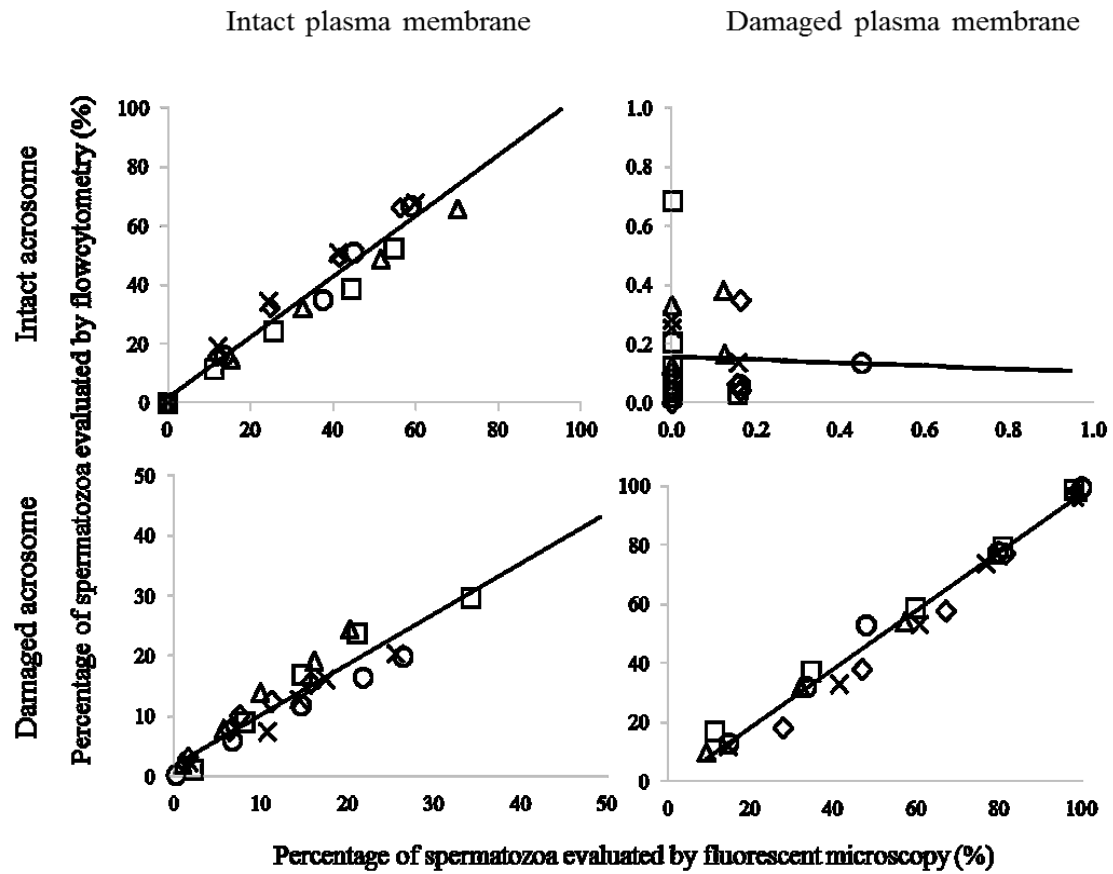 Intact plasma membrane
Damaged plasma membrane
Percentage of spermatozoa evaluated by flowcytometry (%)
Intact acrosome
100
80
60
40
20
0
0 20 40 60 80 100
1.0
0.8
0.6
0.4
0.2
0.0
0.0 0.2 0.4 0.6 0.8 1.0
Damaged acrosome
50
40
30
20
10
0
0 10 20 30 40 50
100
80
60
40
20
0
0 20 40 60 80 100
Percentage of spermatozoa evaluated by fluorescent microscopy (%)